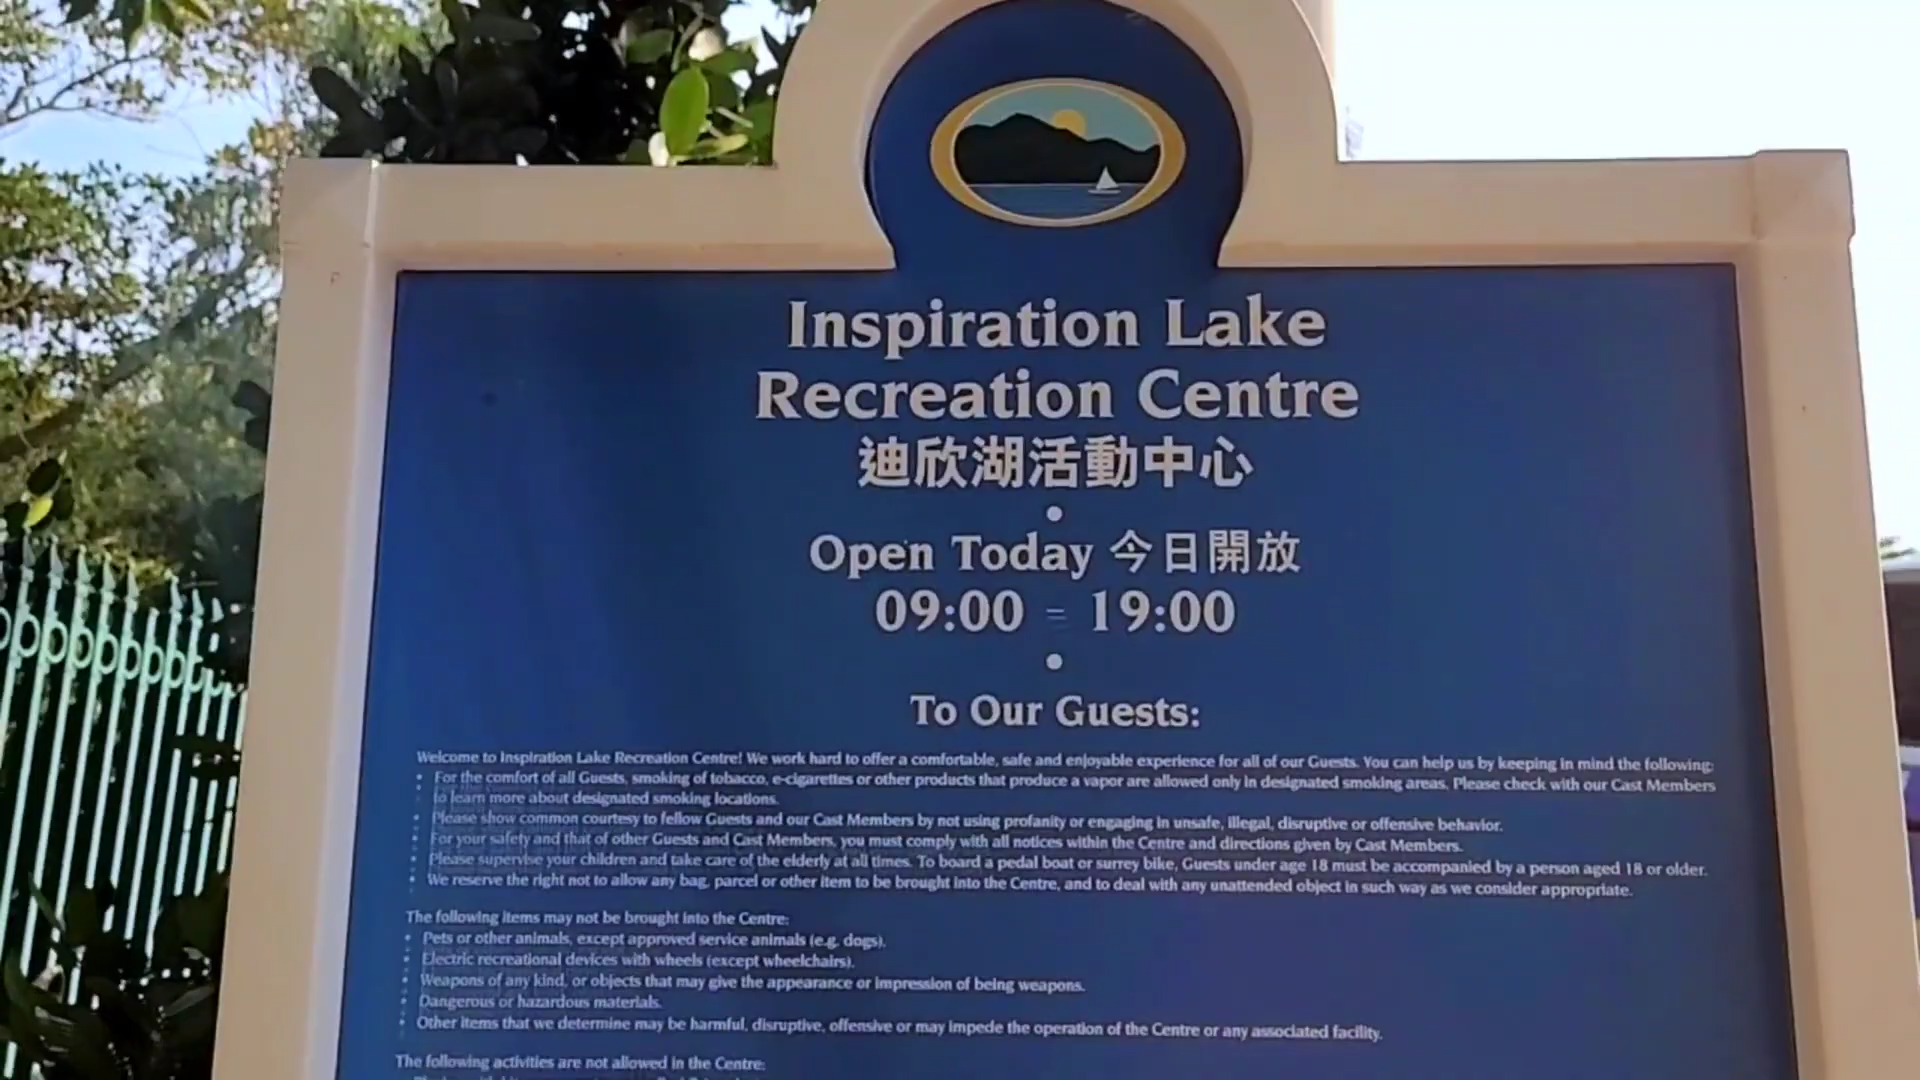 Inspiration Lake
Recreation Centre
迪欣湖活動中心
Open Today 今日開放
09:00 - 19:00
To Our Guests:
Welcome to Inspiration Lake Recreation Centre! We work hard to offer a comfortable, safe and enjoyable experience for all of our Guests. You can help us by keeping in mind the following:
• For the comfort of all Guests, smoking of tobacco, e-cigarettes or other products that produce a vapor are allowed only in designated smoking areas. Please check with our Cast Members
to learn more about designated smoking locations.
• Please show common courtesy to fellow Guests and our Cast Members by not using profanity or engaging in unsafe, illegal, disruptive or offensive behavior.
• For your safety and that of other Guests and Cast Members, you must comply with all notices within the Centre and directions given by Cast Members.
• Please supervise your children and take care of the elderly at all times. To board a pedal boat or surrey bike, Guests under age 18 must be accompanied by a person aged 18 or older.
• We reserve the right not to allow any bag, parcel or other item to be brought into the Centre, and to deal with any unattended object in such way as we consider appropriate.
The following items may not be brought into the Centre:
• Pets or other animals, except approved service animals (e.g. dogs).
• Electric recreational devices with wheels (except wheelchairs).
• Weapons of any kind, or objects that may give the appearance or impression of being weapons.
• Dangerous or hazardous materials.
• Other items that we determine may be harmful, disruptive, offensive or may impede the operation of the Centre or any associated facility.
The following activities are not allowed in the Centre: